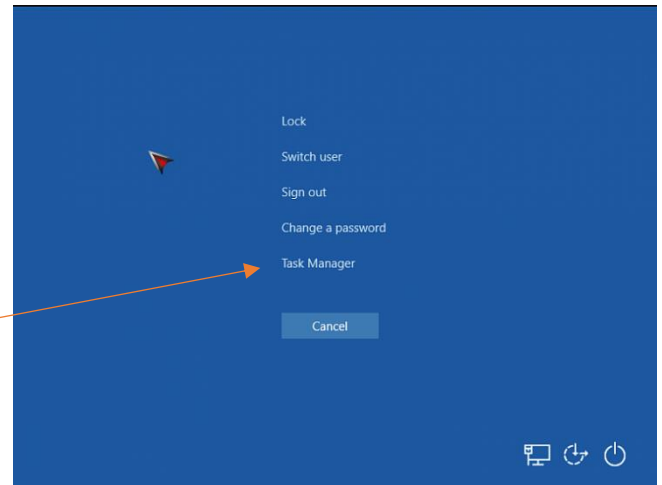 Lock
Switch user
Sign out
Change a password
Task Manager
Cancel